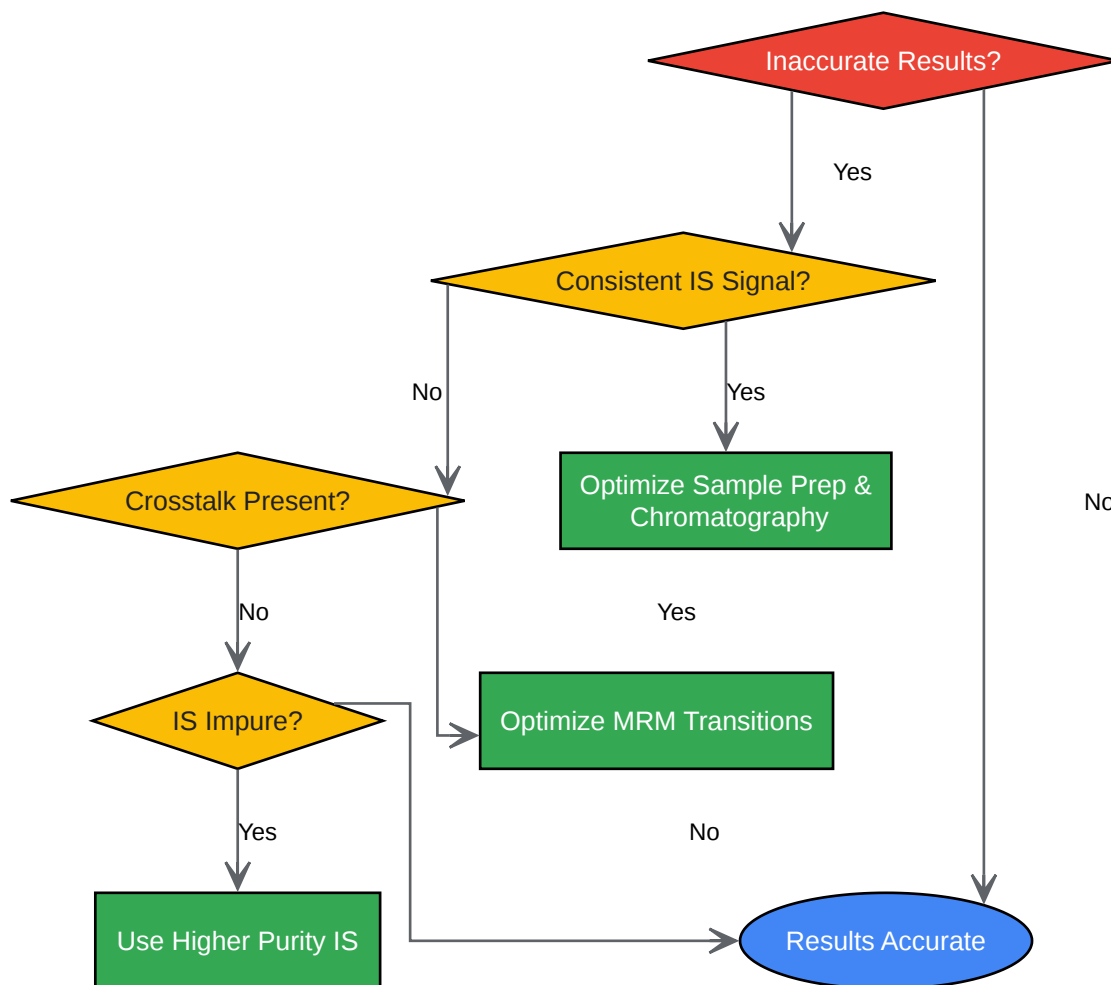 Inaccurate Results?
Yes
Consistent IS Signal?
No
Yes
Crosstalk Present?
Optimize Sample Prep &
Chromatography
No
No
Yes
IS Impure?
Optimize MRM Transitions
Yes
No
Use Higher Purity IS
Results Accurate